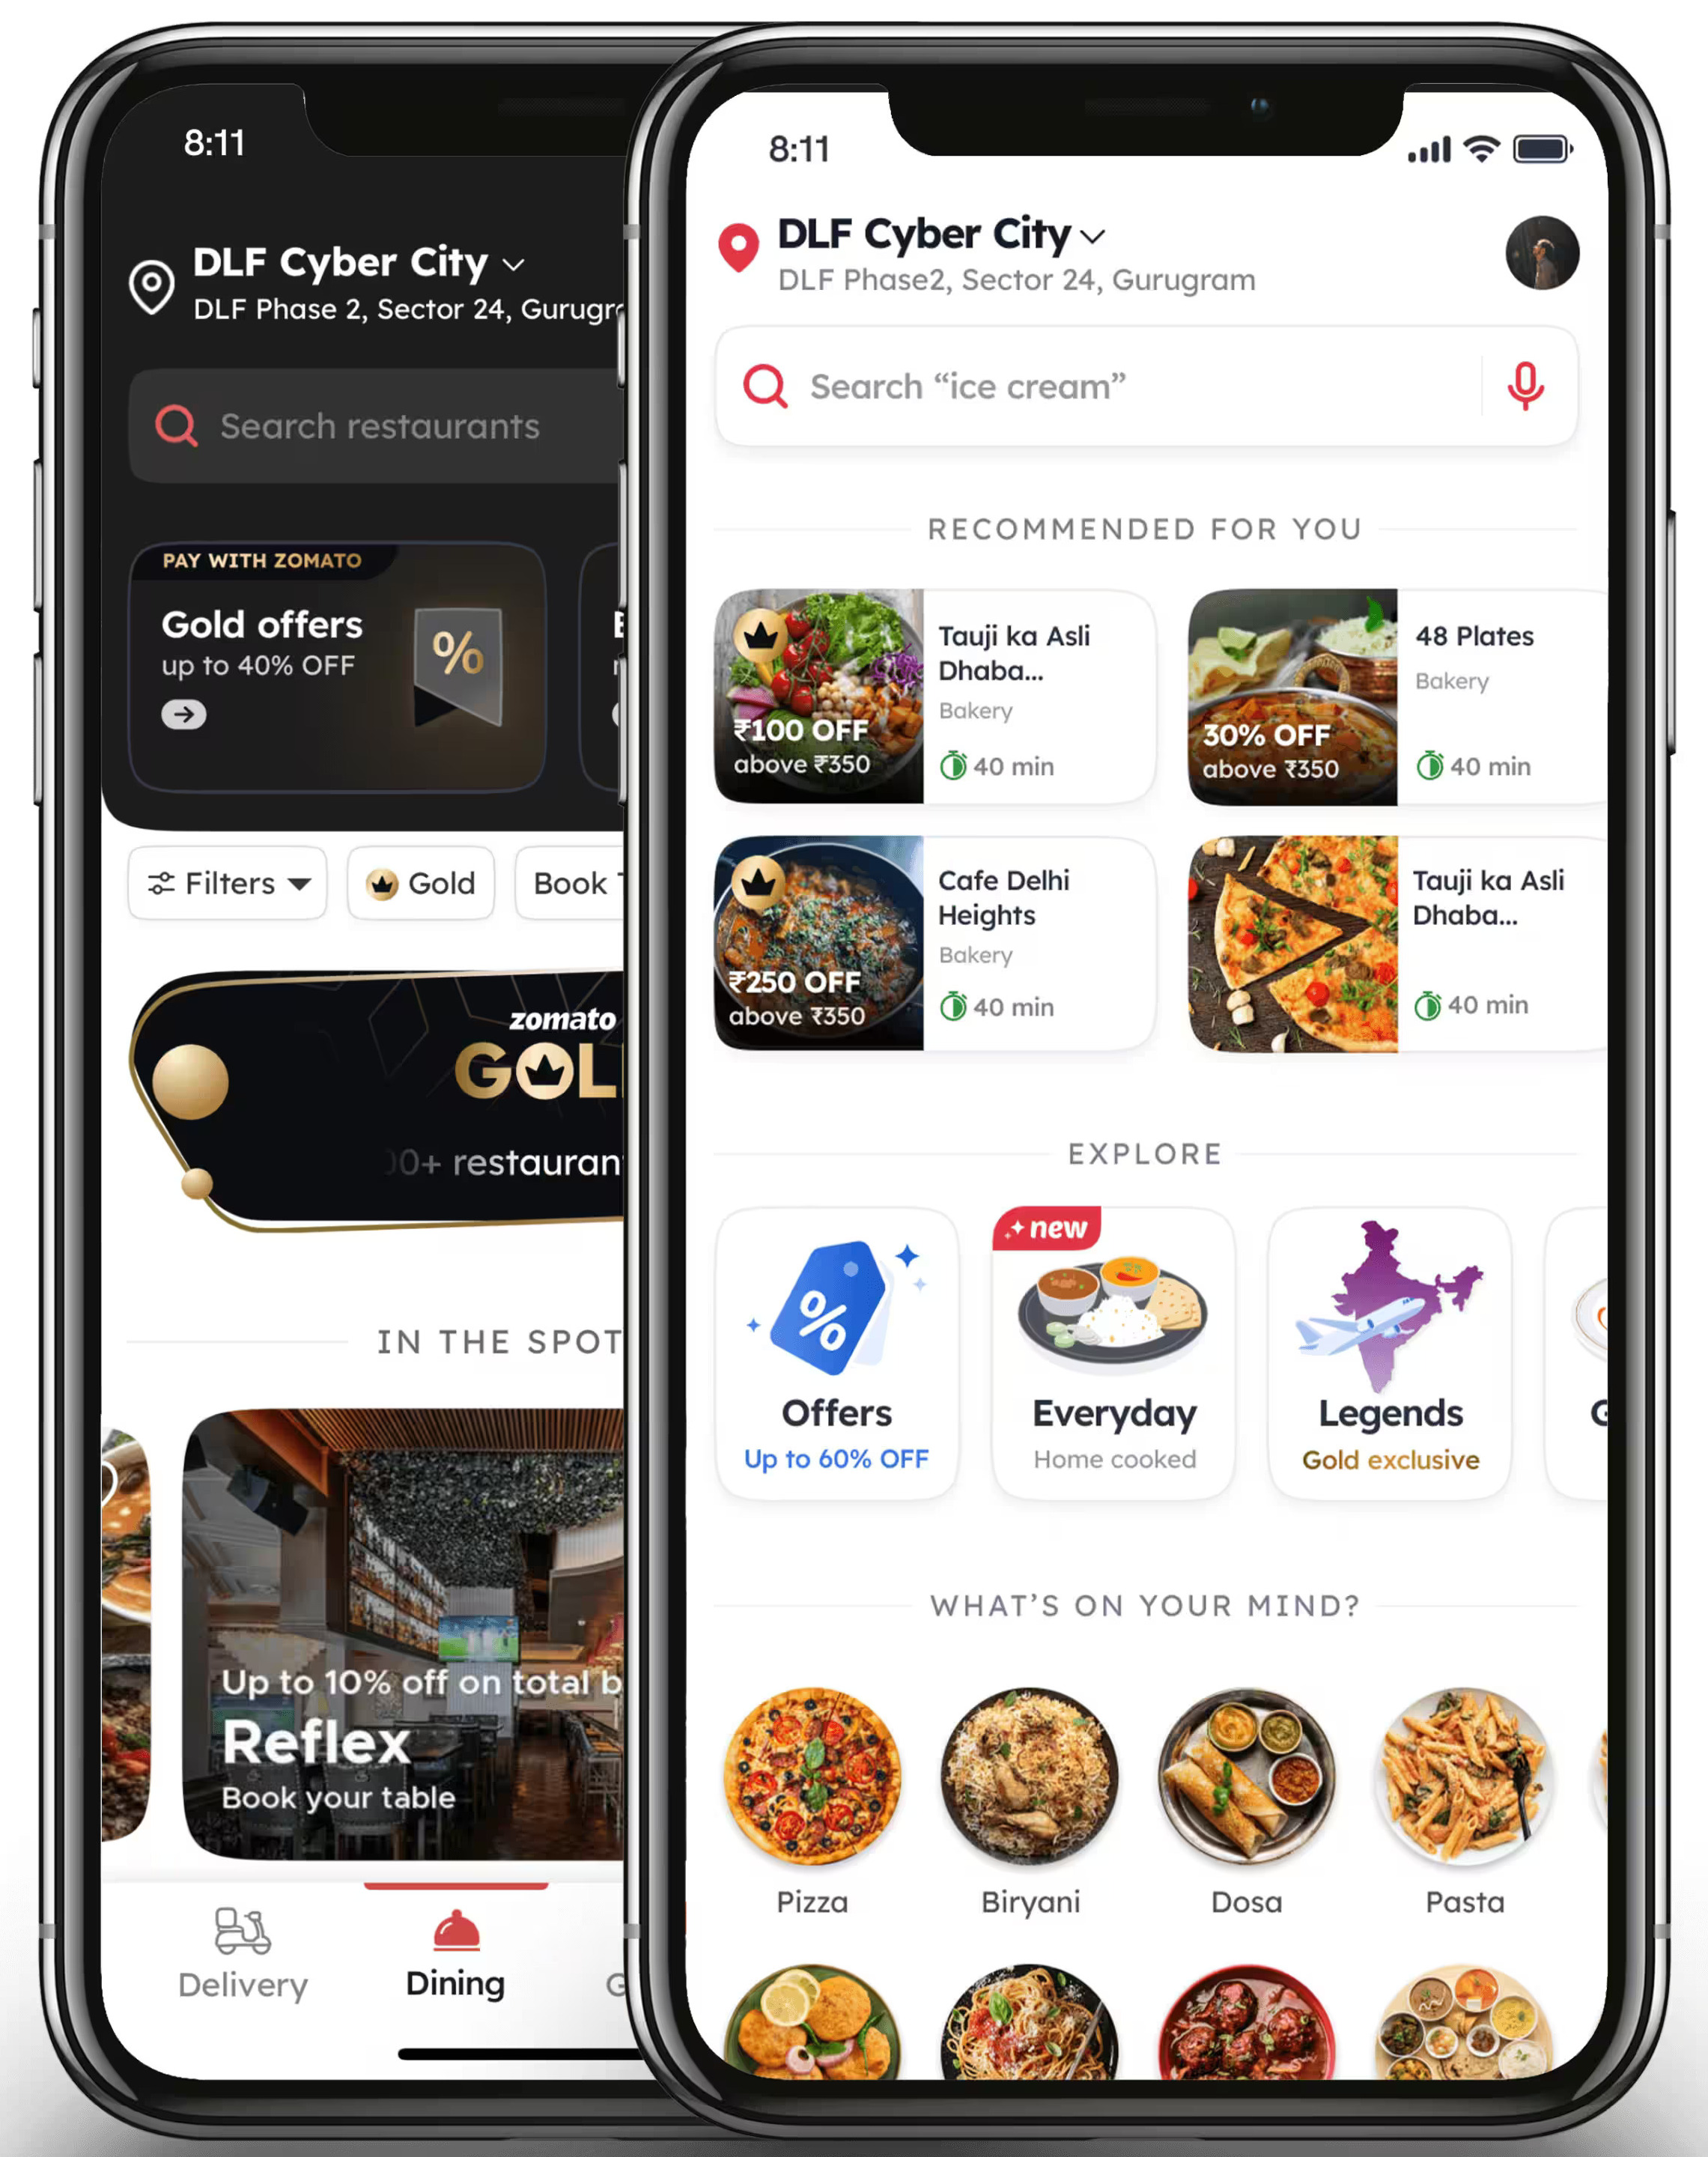 8:11
DLF Cyber City
DLF Phase 2, Sector 24,
Search restaurants
PAY WITH ZOMATO
Gold offers
up to 40% OFF
%
Filters
Gold
Book
zomato
IN THE
Up to 10% off on total
Reflex
Book your table
Delivery
Dining
8:11
DLF Cyber City
DLF Phase2, Sector 24, Gurugram
Search “ice cream”
RECOMMENDED FOR YOU
₹100 OFF
above ₹350
Tauji ka Asli
Dhaba...
Bakery
40 min
30% OFF
above ₹350
48 Plates
Bakery
40 min
₹250 OFF
above ₹350
Cafe Delhi
Heights
Bakery
40 min
Tauji ka Asli
Dhaba...
40 min
EXPLORE
%
Offers
Up to 60% OFF
new
Everyday
Home cooked
Legends
Gold exclusive
WHAT’S ON YOUR MIND?
Pizza
Biryani
Dosa
Pasta